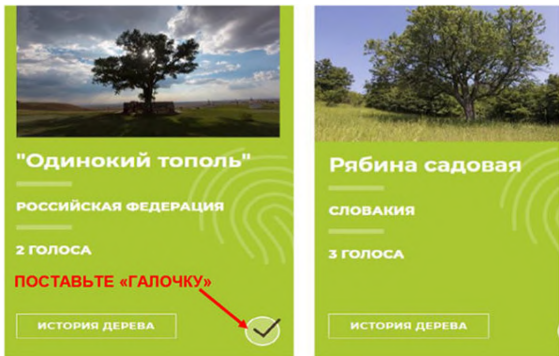 "Одинокий тополь"
РОССИЙСКАЯ ФЕДЕРАЦИЯ
2 ГОЛОСА
ПОСТАВЬТЕ «ГАЛОЧКУ»
ИСТОРИЯ ДЕРЕВА
Рябина садовая
СЛОВАКИЯ
3 ГОЛОСА
ИСТОРИЯ ДЕРЕВА